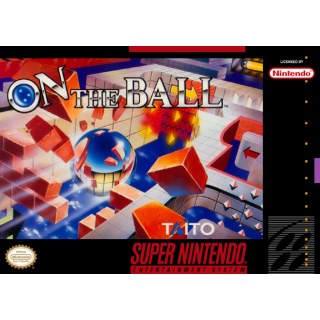 LICENSED BY
Nintendo
ON THE BALL
TAITO
SUPER NINTENDO
ENTERTAINMENT SYSTEM